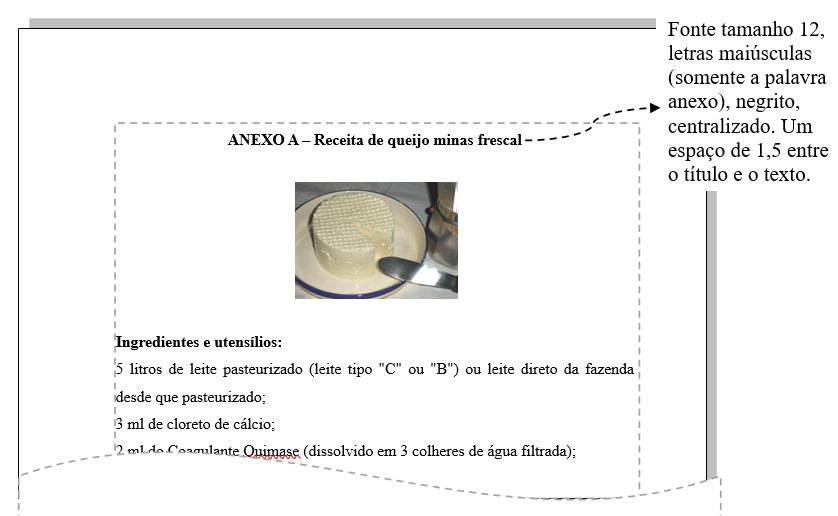 Fonte tamanho 12,
letras maiúsculas
(somente a palavra
anexo), negrito,
centralizado. Um
espaço de 1,5 entre
o título e o texto.
ANEXO A – Receita de queijo minas frescal
Ingredientes e utensílios:
5 litros de leite pasteurizado (leite tipo "C" ou "B") ou leite direto da fazenda
desde que pasteurizado;
3 ml de cloreto de cálcio;
2 ml de Coagulante Quimase (dissolvido em 3 colheres de água filtrada);